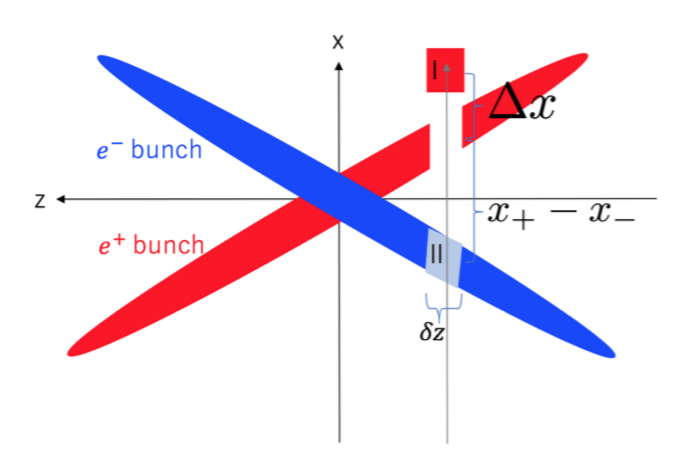 x
I
Δx
e⁻ bunch
z
x₊ − x₋
e⁺ bunch
II
δz